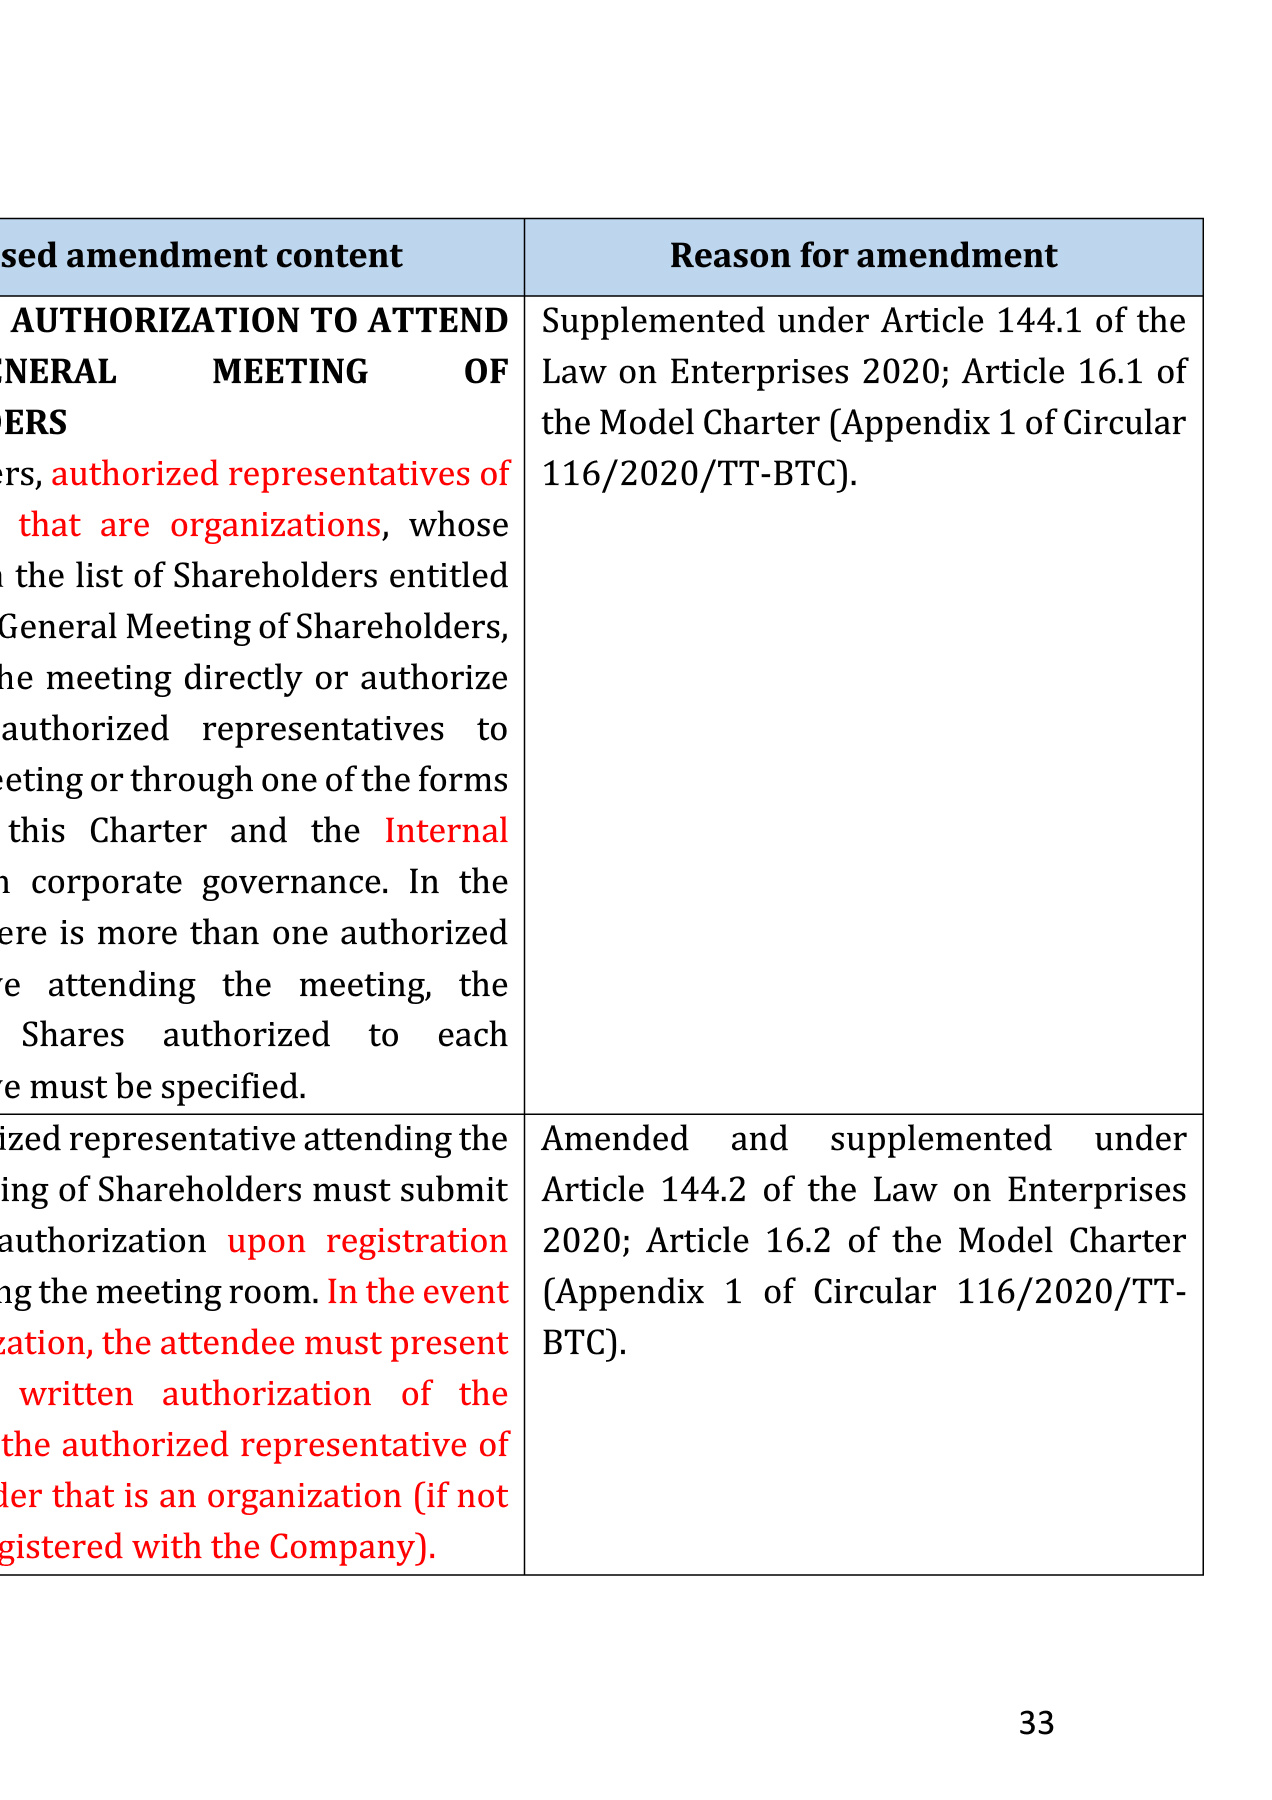 sed amendment content
Reason for amendment
AUTHORIZATION TO ATTEND
ENERAL MEETING OF
DERS
ers, authorized representatives of
that are organizations, whose
the list of Shareholders entitled
General Meeting of Shareholders,
he meeting directly or authorize
authorized representatives to
eeting or through one of the forms
this Charter and the Internal
n corporate governance. In the
ere is more than one authorized
ve attending the meeting, the
Shares authorized to each
ve must be specified.
Supplemented under Article 144.1 of the
Law on Enterprises 2020; Article 16.1 of
the Model Charter (Appendix 1 of Circular
116/2020/TT-BTC).
ized representative attending the
ing of Shareholders must submit
authorization upon registration
ng the meeting room. In the event
zation, the attendee must present
written authorization of the
the authorized representative of
der that is an organization (if not
gistered with the Company).
Amended and supplemented under
Article 144.2 of the Law on Enterprises
2020; Article 16.2 of the Model Charter
(Appendix 1 of Circular 116/2020/TT-
BTC).
33